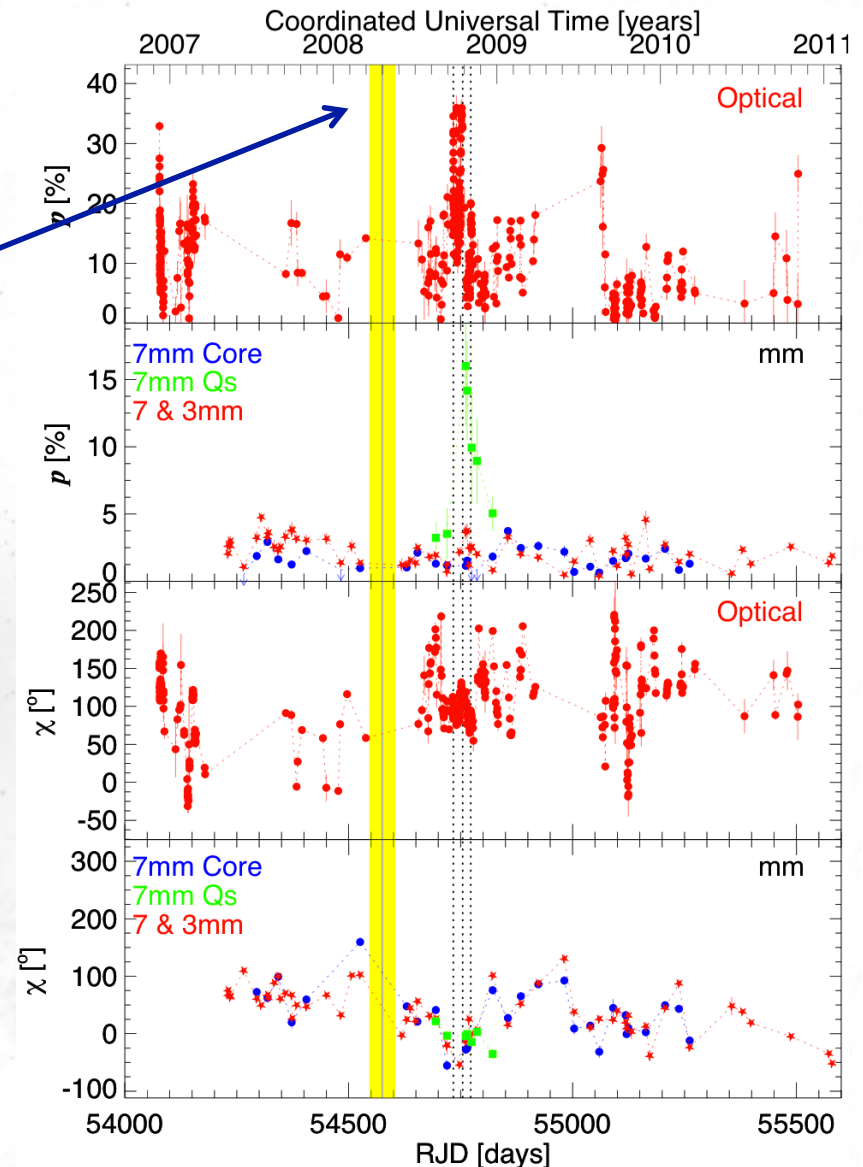 Coordinated Universal Time [years]
2007 2008 2009 2010 2011
40
30
20
10
0
p [%]
Optical
7mm Core
7mm Qs
7 & 3mm
mm
15
10
5
0
p [%]
250
200
150
100
50
0
-50
χ [°]
Optical
7mm Core
7mm Qs
7 & 3mm
mm
300
200
100
0
-100
χ [°]
54000 54500 55000 55500
RJD [days]